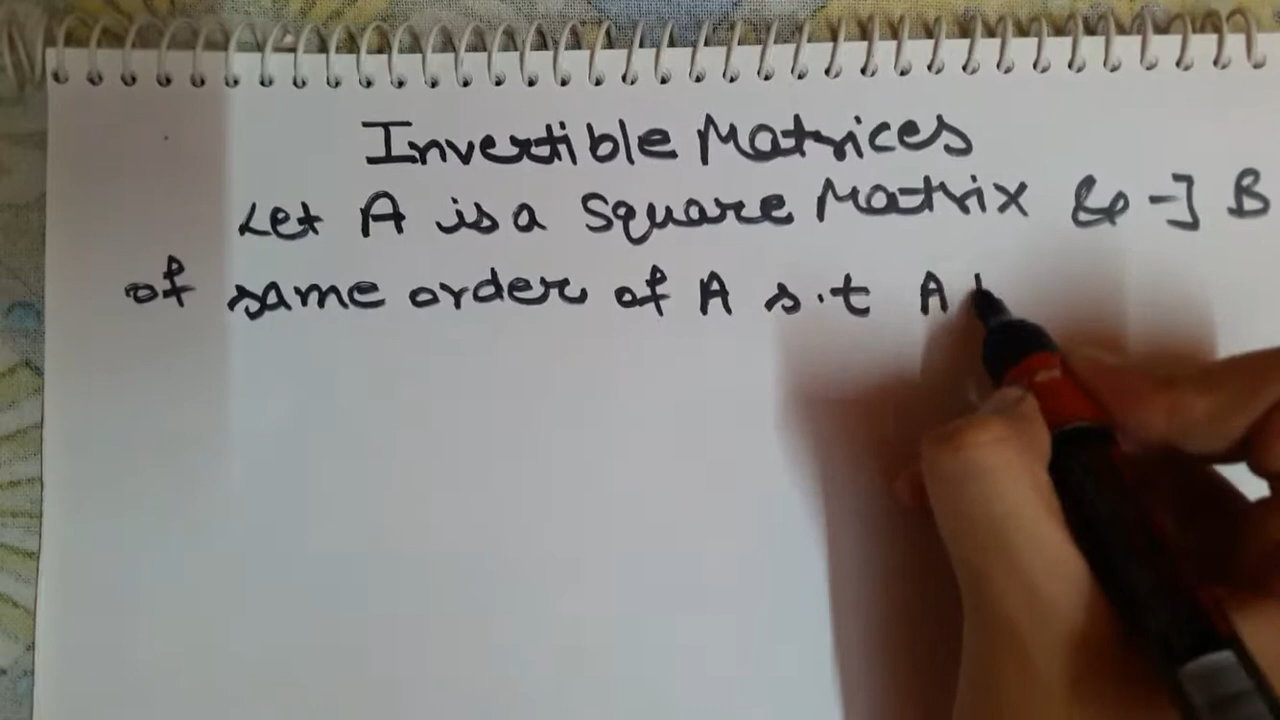 Invertible Matrices
Let A is a Square Matrix & ∃ B
of same order of A s.t A